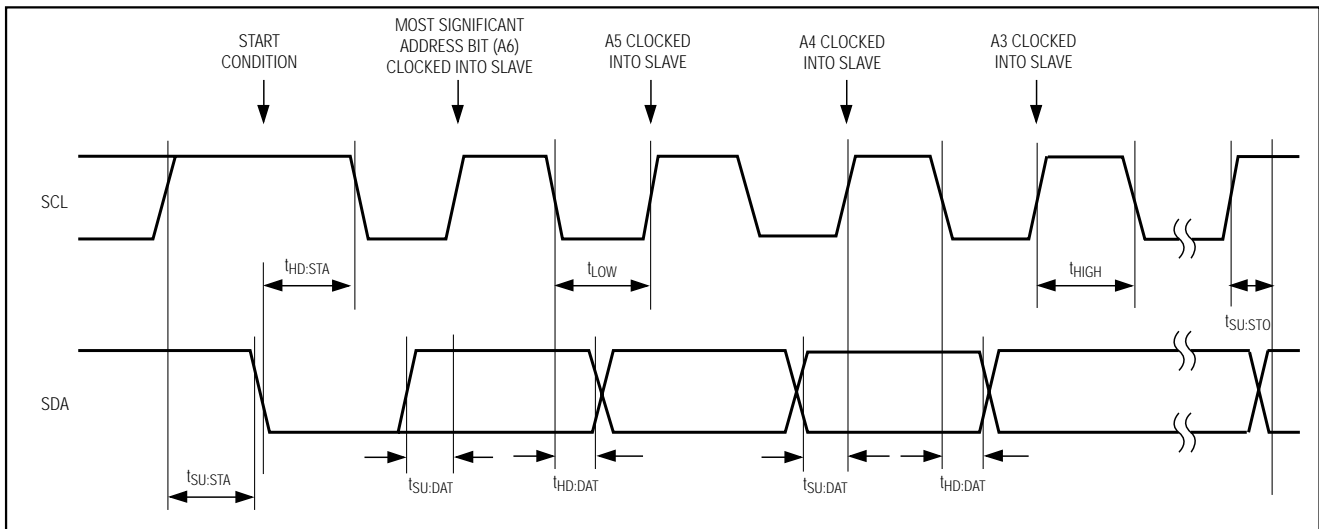 START
CONDITION
MOST SIGNIFICANT
ADDRESS BIT (A6)
CLOCKED INTO SLAVE
A5 CLOCKED
INTO SLAVE
A4 CLOCKED
INTO SLAVE
A3 CLOCKED
INTO SLAVE
SCL
tHD:STA
tLOW
tHIGH
tSU:STO
SDA
tSU:STA
tSU:DAT
tHD:DAT
tSU:DAT
tHD:DAT